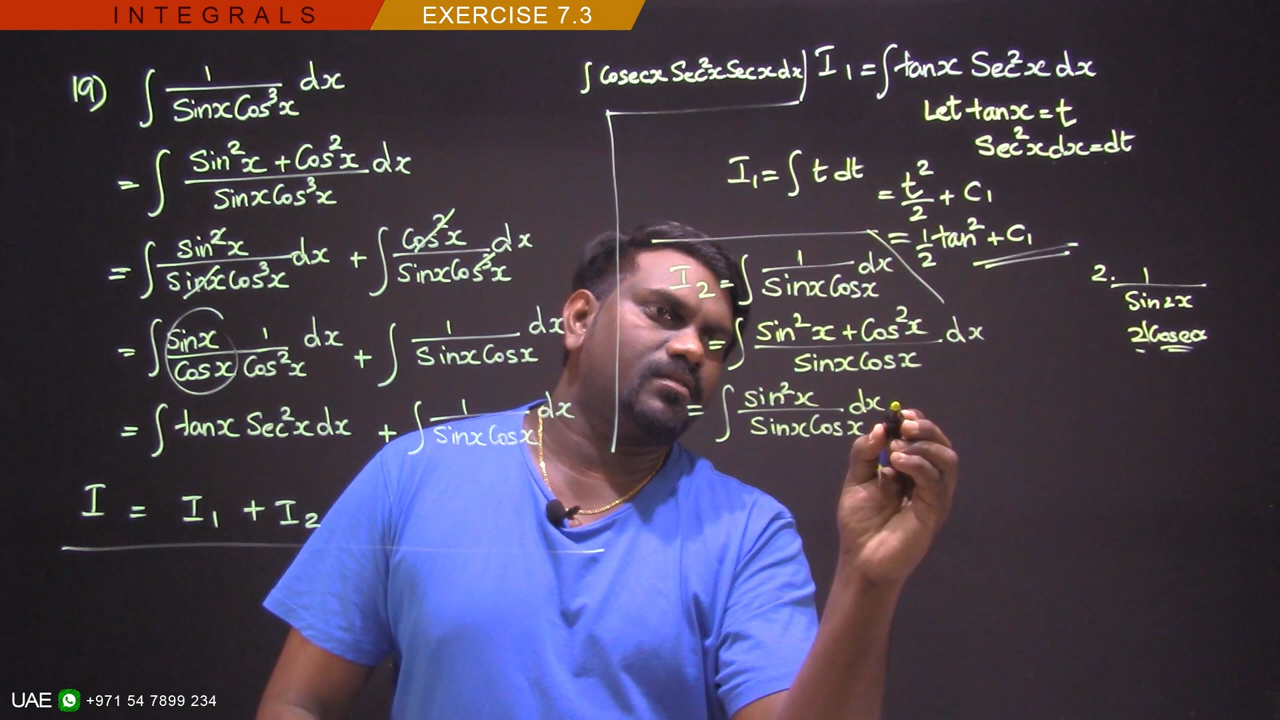 INTEGRALS EXERCISE 7.3
19) ∫ 1/(Sinx Cos³x) dx
= ∫ (Sin²x + Cos²x)/(Sinx Cos³x) dx
= ∫ Sin²x/(Sinx Cos³x) dx + ∫ Cos²x/(Sinx Cos³x) dx
= ∫ Sinx/Cosx 1/Cos²x dx + ∫ 1/(Sinx Cosx) dx
= ∫ tanx Sec²x dx + ∫ 1/(Sinx Cosx) dx
I = I₁ + I₂
∫ Cosecx Sec²x Secx dx
I₁ = ∫ tanx Sec²x dx
Let tanx = t
Sec²x dx = dt
I₁ = ∫ t dt = t²/2 + C₁
= 1/2 tan² + C₁
I₂ = ∫ 1/(Sinx Cosx) dx
= ∫ (Sin²x + Cos²x)/(Sinx Cosx) dx
= ∫ Sin²x/(Sinx Cosx) dx
2. 1/Sin2x
UAE +971 54 7899 234